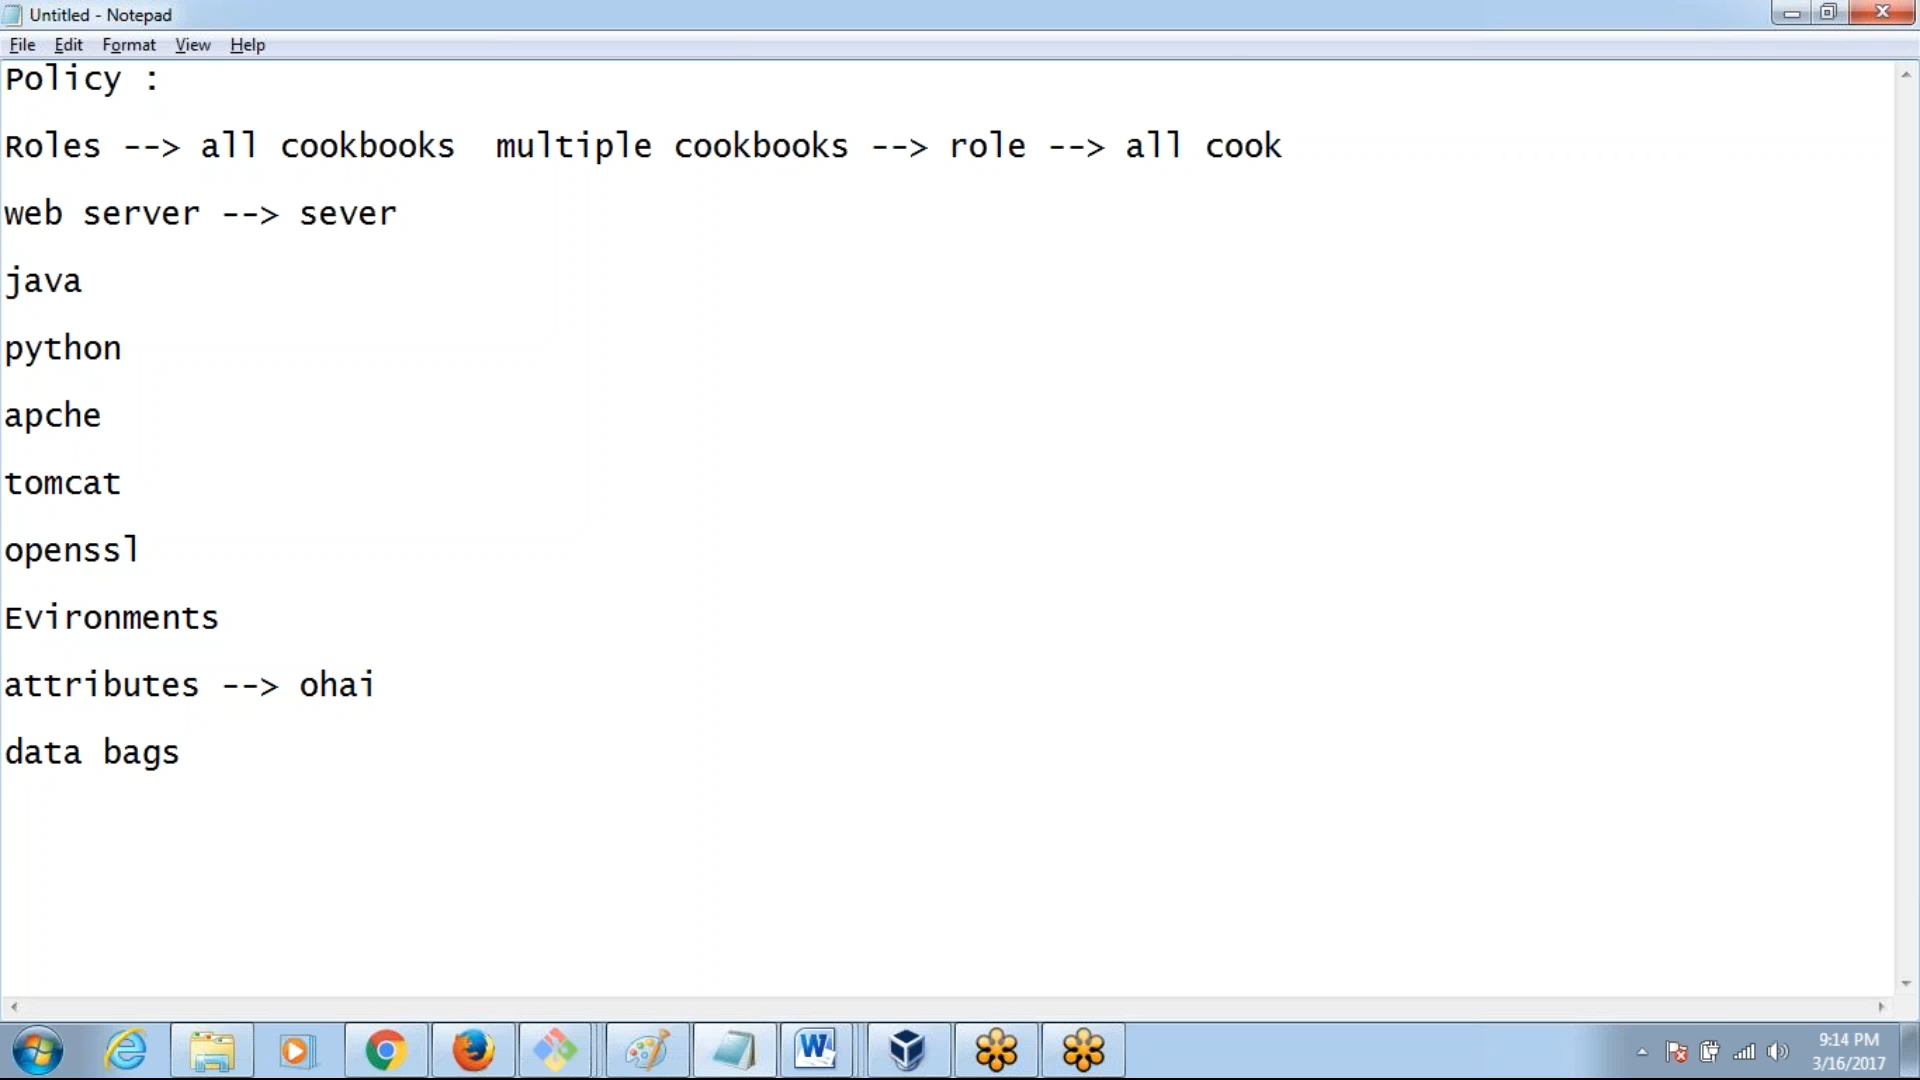 Untitled - Notepad
File Edit Format View Help
Policy :
Roles --> all cookbooks  multiple cookbooks --> role --> all cook
web server --> sever
java
python
apche
tomcat
openssl
Evironments
attributes --> ohai
data bags
9:14 PM
3/16/2017